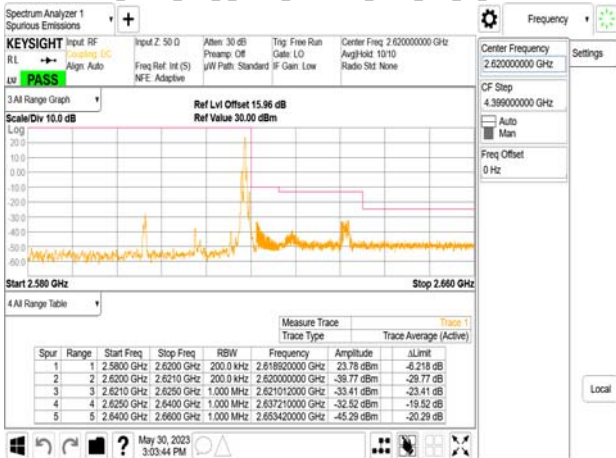 Spectrum Analyzer 1
Spurious Emissions
Frequency
KEYSIGHT Input: RF Input Z: 50 Ω Atten: 30 dB Trig: Free Run Center Freq: 2.620000000 GHz
RL Coupling: DC Preamp: Off Gate: LO Avg|Hold: 10/10
Align: Auto Freq Ref: Int (S) µW Path: Standard IF Gain: Low Radio Std: None
LV PASS NFE: Adaptive
Center Frequency
2.620000000 GHz
Settings
CF Step
4.399000000 GHz
Auto
Man
Freq Offset
0 Hz
Local
3 All Range Graph
Ref Lvl Offset 15.96 dB
Scale/Div 10.0 dB Ref Value 30.00 dBm
Log
20.0
10.0
0.00
-10.0
-20.0
-30.0
-40.0
-50.0
-60.0
Start 2.580 GHz Stop 2.660 GHz
4 All Range Table
Measure Trace Trace 1
Trace Type Trace Average (Active)
Spur Range Start Freq Stop Freq RBW Frequency Amplitude ΔLimit
1 1 2.5800 GHz 2.6200 GHz 200.0 kHz 2.618920000 GHz 23.78 dBm -6.218 dB
2 2 2.6200 GHz 2.6210 GHz 200.0 kHz 2.620000000 GHz -39.77 dBm -29.77 dB
3 3 2.6210 GHz 2.6250 GHz 1.000 MHz 2.621012000 GHz -33.41 dBm -23.41 dB
4 4 2.6250 GHz 2.6400 GHz 1.000 MHz 2.637210000 GHz -32.52 dBm -19.52 dB
5 5 2.6400 GHz 2.6600 GHz 1.000 MHz 2.653420000 GHz -45.29 dBm -20.29 dB
? May 30, 2023
3:03:44 PM